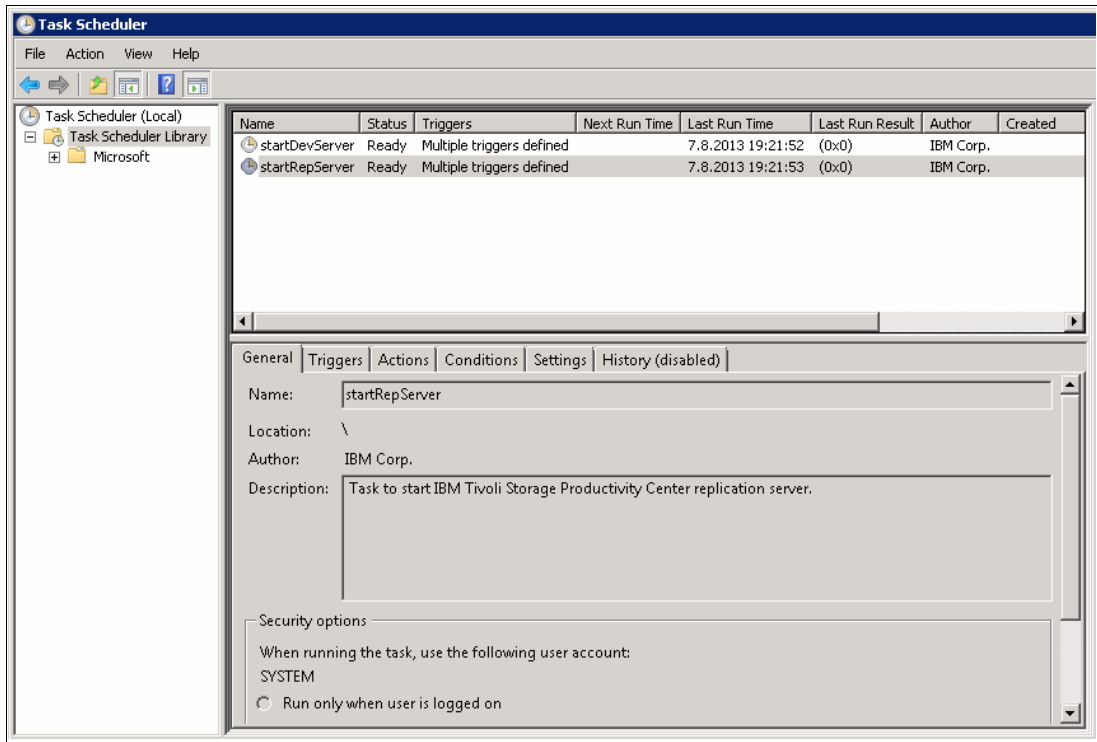 Task Scheduler
File Action View Help
Task Scheduler (Local)
Task Scheduler Library
Microsoft
Name Status Triggers Next Run Time Last Run Time Last Run Result Author Created
startDevServer Ready Multiple triggers defined 7.8.2013 19:21:52 (0x0) IBM Corp.
startRepServer Ready Multiple triggers defined 7.8.2013 19:21:53 (0x0) IBM Corp.
General Triggers Actions Conditions Settings History (disabled)
Name: startRepServer
Location: \
Author: IBM Corp.
Description: Task to start IBM Tivoli Storage Productivity Center replication server.
Security options
When running the task, use the following user account:
SYSTEM
Run only when user is logged on